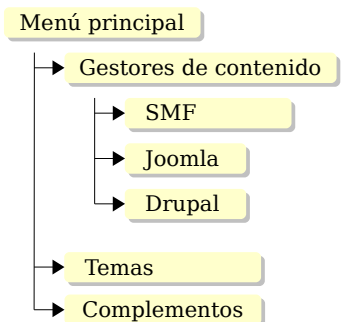 Menú principal
Gestores de contenido
SMF
Joomla
Drupal
Temas
Complementos